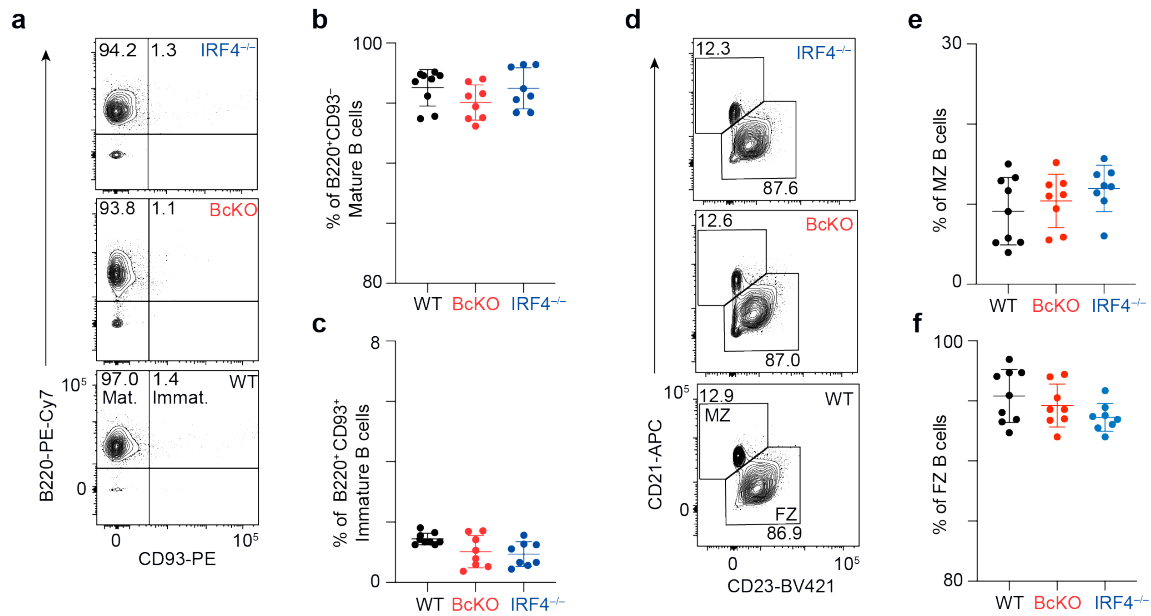 a
94.2 1.3 IRF4⁻/⁻
93.8 1.1 BcKO
97.0 1.4 WT
Mat. Immat.
10⁵
0
B220-PE-Cy7
0 10⁵
CD93-PE
b
100
80
% of B220⁺CD93⁻
Mature B cells
WT BcKO IRF4⁻/⁻
c
8
0
% of B220⁺ CD93⁺
Immature B cells
WT BcKO IRF4⁻/⁻
d
12.3 IRF4⁻/⁻
87.6
12.6 BcKO
87.0
12.9 WT
MZ
FZ
86.9
10⁵
0
CD21-APC
0 10⁵
CD23-BV421
e
30
0
% of MZ B cells
WT BcKO IRF4⁻/⁻
f
100
80
% of FZ B cells
WT BcKO IRF4⁻/⁻